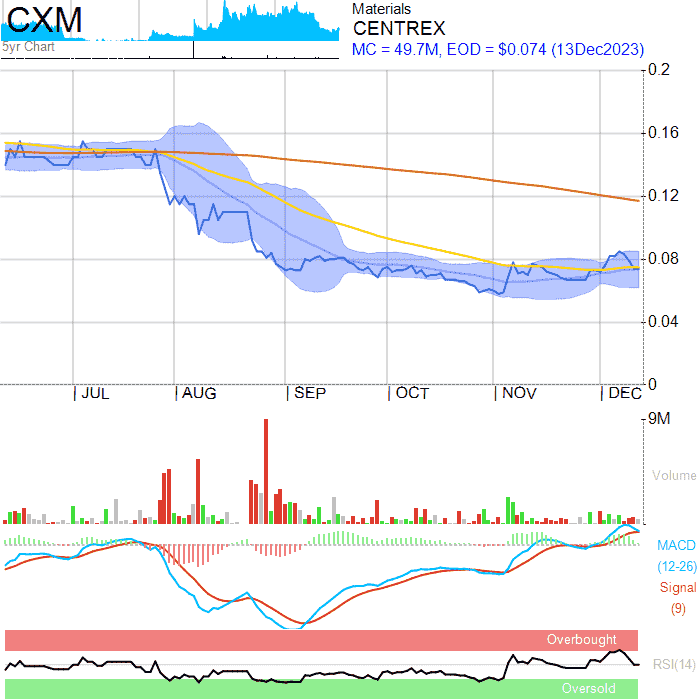 CXM
5yr Chart
Materials
CENTREX
MC = 49.7M, EOD = $0.074 (13Dec2023)
0.2
0.16
0.12
0.08
0.04
0
JUL
AUG
SEP
OCT
NOV
DEC
9M
Volume
MACD
(12-26)
Signal
(9)
Overbought
RSI(14)
Oversold